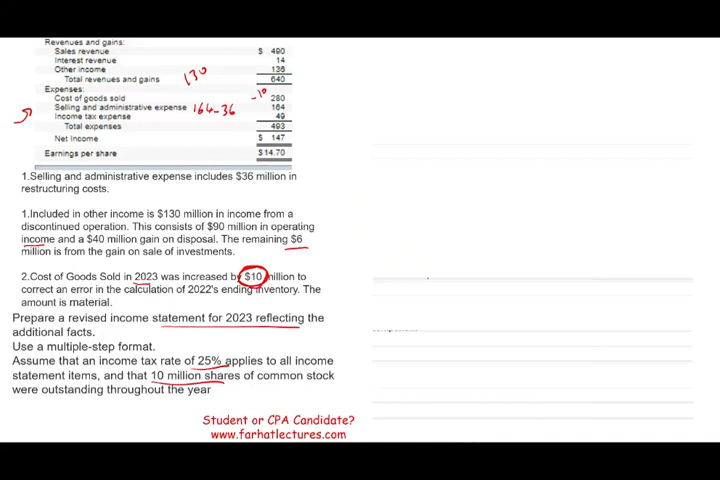 Revenues and gains:
Sales revenue $ 490
Interest revenue 14
Other income 136
Total revenues and gains 130 640
Expenses:
Cost of goods sold -10 280
Selling and administrative expense 164-36 164
Income tax expense 49
Total expenses 493
Net Income $ 147
Earnings per share $14.70
1.Selling and administrative expense includes $36 million in
restructuring costs.
1.Included in other income is $130 million in income from a
discontinued operation. This consists of $90 million in operating
income and a $40 million gain on disposal. The remaining $6
million is from the gain on sale of investments.
2.Cost of Goods Sold in 2023 was increased by $10 million to
correct an error in the calculation of 2022's ending inventory. The
amount is material.
Prepare a revised income statement for 2023 reflecting the
additional facts.
Use a multiple-step format.
Assume that an income tax rate of 25% applies to all income
statement items, and that 10 million shares of common stock
were outstanding throughout the year
Student or CPA Candidate?
www.farhatlectures.com